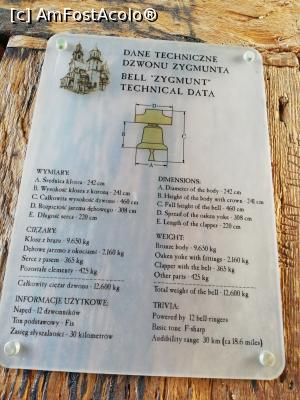 [c] AmFostAcolo®
DANE TECHNICZNE
DZWONU ZYGMUNTA
BELL "ZYGMUNT"
TECHNICAL DATA
D
B
C
E
A
WYMIARY:
A. Średnica klosza - 242 cm
B. Wysokość klosza z koroną - 241 cm
C. Całkowita wysokość dzwonu - 460 cm
D. Rozpiętość jarzma dębowego - 308 cm
E. Długość serca - 220 cm
CIĘŻARY:
Klosz z brązu - 9.650 kg
Dębowe jarzmo z okuciami - 2.160 kg
Serce z pasem - 365 kg
Pozostałe elementy - 425 kg
Całkowity ciężar dzwonu - 12.600 kg
INFORMACJE UŻYTKOWE:
Napęd - 12 dzwonników
Ton podstawowy - Fis
Zasięg słyszalności - 30 kilometrów
DIMENSIONS:
A. Diameter of the body - 242 cm
B. Height of the body with crown - 241 cm
C. Full height of the bell - 460 cm
D. Spread of the oaken yoke - 308 cm
E. Length of the clapper - 220 cm
WEIGHT:
Bronze body - 9.650 kg
Oaken yoke with fittings - 2.160 kg
Clapper with the belt - 365 kg
Other parts - 425 kg
Total weight of the bell - 12.600 kg
TRIVIA:
Powered by 12 bell-ringers
Basic tone F-sharp
Audibility range 30 km (ca 18.6 miles)